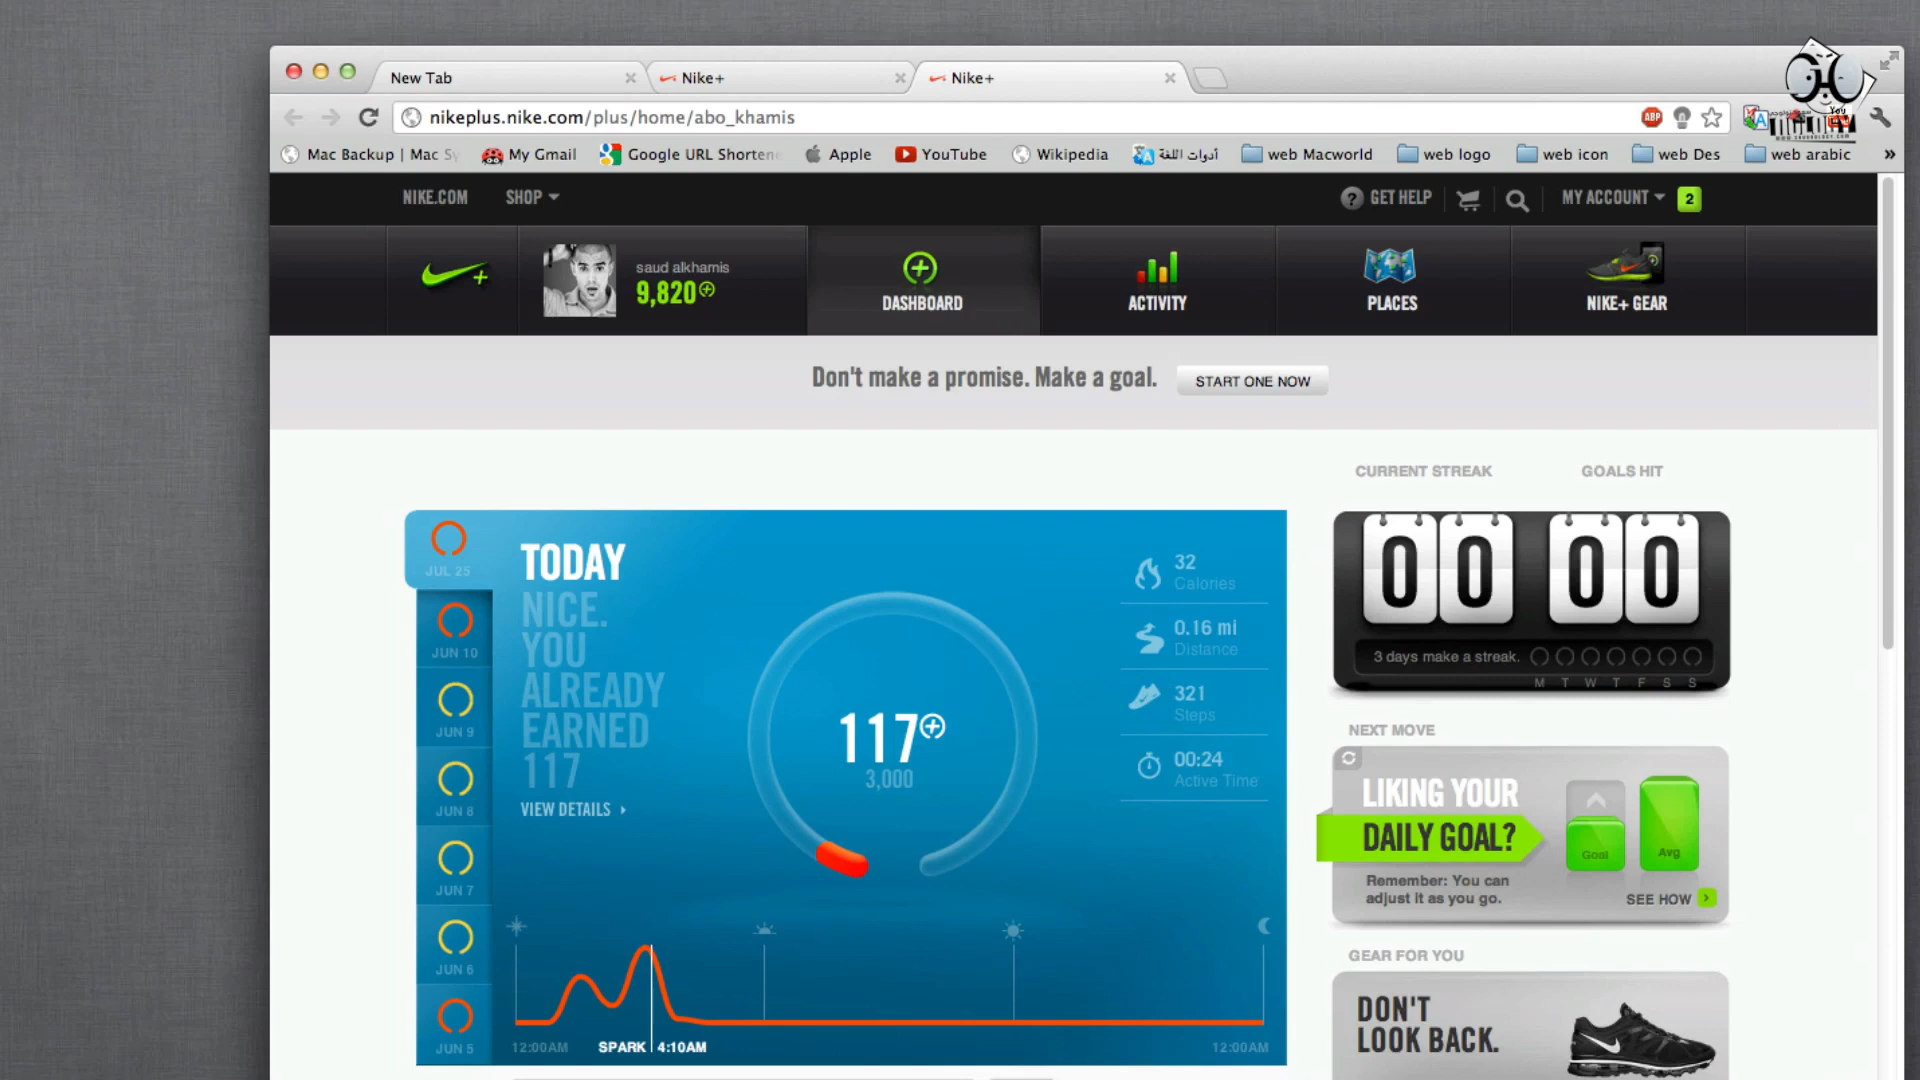 New Tab
Nike+
Nike+
nikeplus.nike.com/plus/home/abo_khamis
ABP
Mac Backup | Mac Sy
My Gmail
Google URL Shortene
Apple
YouTube
Wikipedia
أدوات اللغة
web Macworld
web logo
web icon
web Des
web arabic
»
NIKE.COM
SHOP
GET HELP
MY ACCOUNT
2
saud alkhamis
9,820
DASHBOARD
ACTIVITY
PLACES
NIKE+ GEAR
Don't make a promise. Make a goal.
START ONE NOW
CURRENT STREAK
GOALS HIT
00
00
3 days make a streak.
M T W T F S S
JUL 25
JUN 10
JUN 9
JUN 8
JUN 7
JUN 6
JUN 5
TODAY
NICE.
YOU
ALREADY
EARNED
117
VIEW DETAILS
117
3,000
32
Calories
0.16 mi
Distance
321
Steps
00:24
Active Time
12:00AM
SPARK 4:10AM
12:00AM
NEXT MOVE
LIKING YOUR
DAILY GOAL?
Remember: You can
adjust it as you go.
Goal
Avg
SEE HOW
GEAR FOR YOU
DON'T
LOOK BACK.